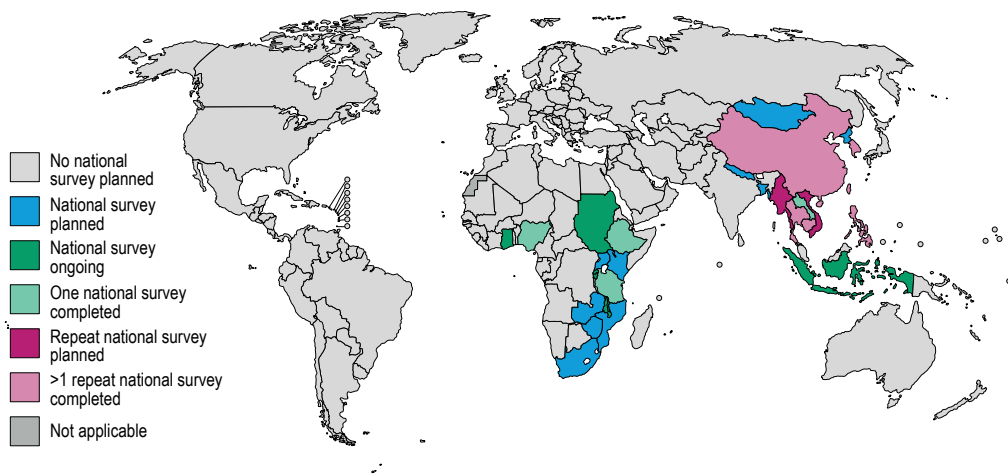 No national
survey planned
National survey
planned
National survey
ongoing
One national survey
completed
Repeat national survey
planned
>1 repeat national survey
completed
Not applicable